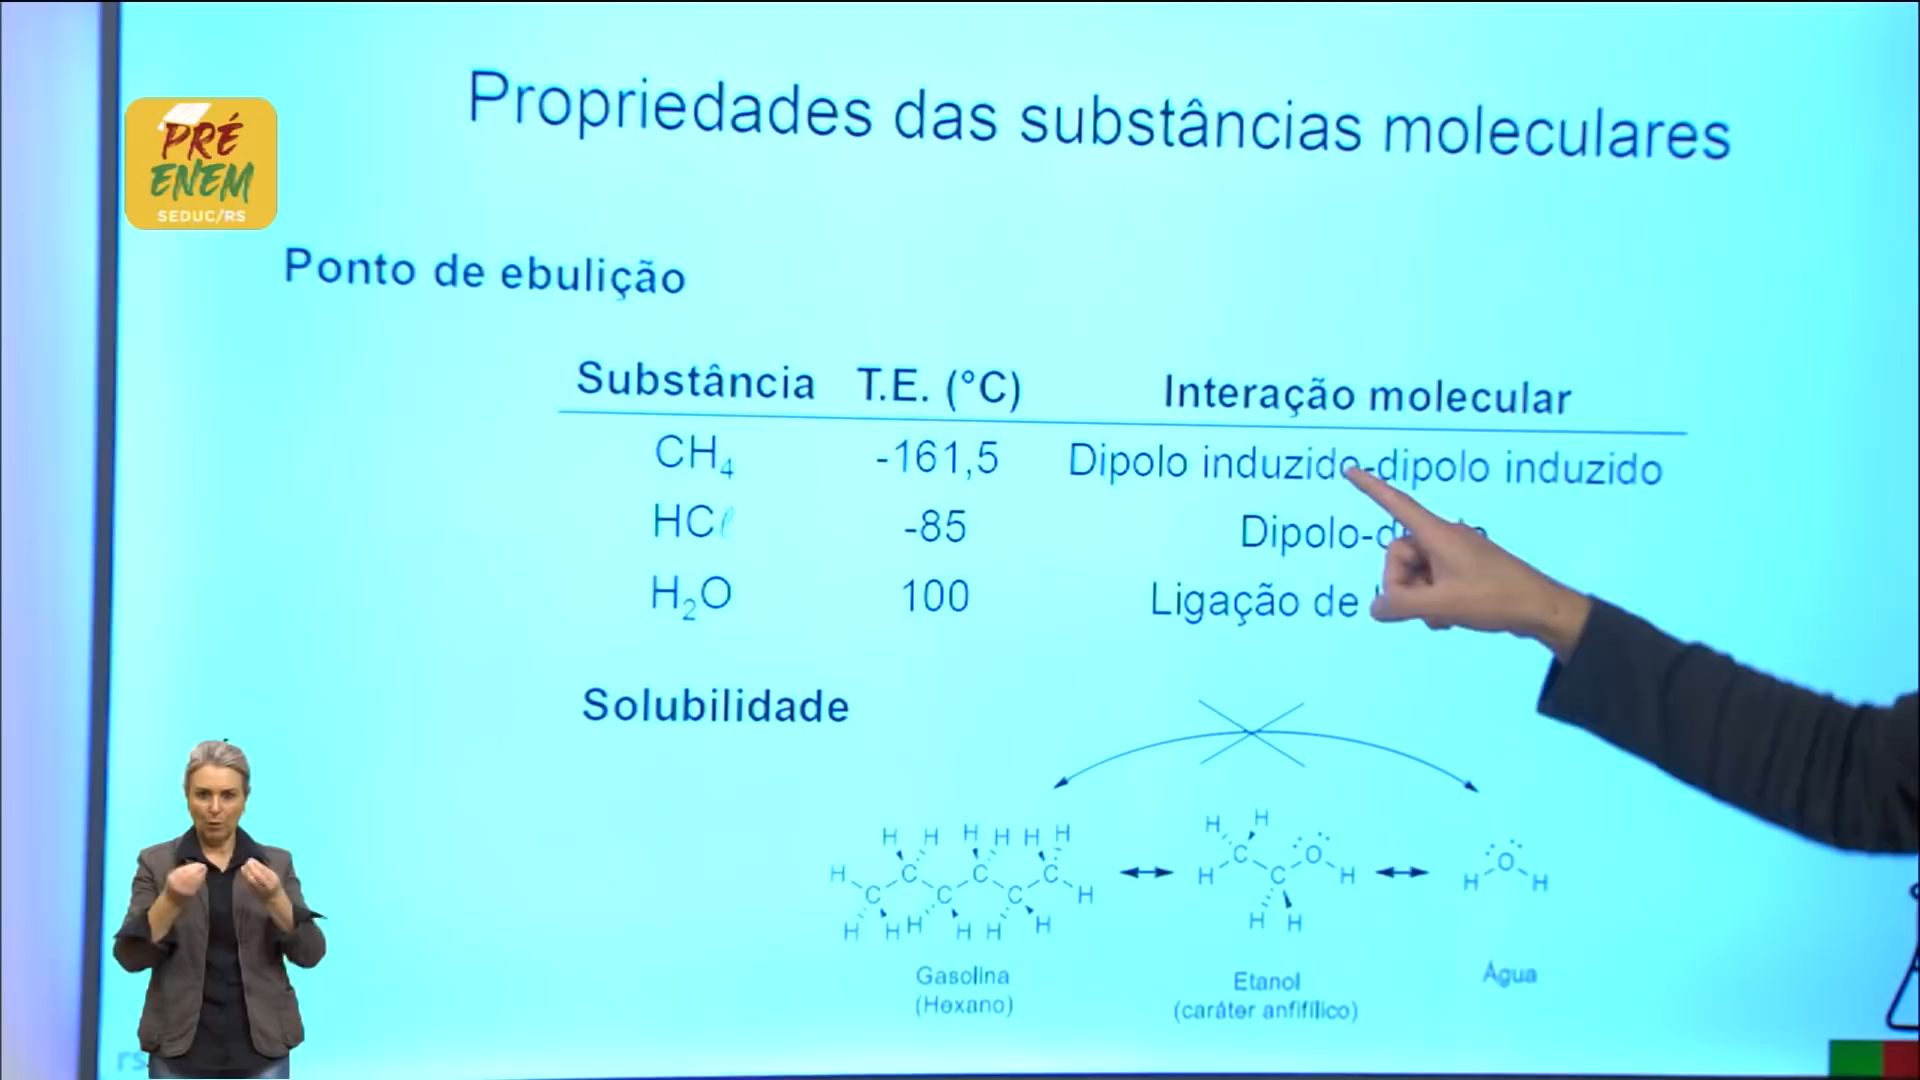 Propriedades das substâncias moleculares
PRÉ
ENEM
SEDUC/RS
Ponto de ebulição
Substância T.E. (°C) Interação molecular
CH₄ -161,5 Dipolo induzido-dipolo induzido
HCℓ -85 Dipolo-
H₂O 100 Ligação de
Solubilidade
H H H H H H H H
H C C C C C C H
H H H H H H
H H
H C C O H
H H
H O H
Gasolina
(Hexano)
Etanol
(caráter anfifílico)
Água
rs